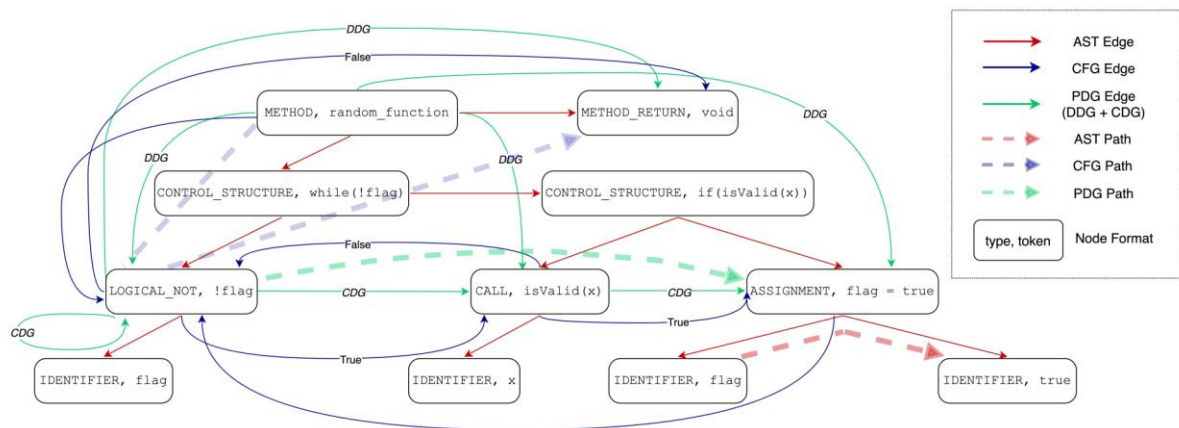 DDG
False
AST Edge
CFG Edge
PDG Edge
(DDG + CDG)
AST Path
CFG Path
PDG Path
type, token
Node Format
METHOD, random_function
METHOD_RETURN, void
DDG
DDG
DDG
CONTROL_STRUCTURE, while(!flag)
CONTROL_STRUCTURE, if(isValid(x))
False
LOGICAL_NOT, !flag
CDG
CALL, isValid(x)
CDG
ASSIGNMENT, flag = true
CDG
True
True
IDENTIFIER, flag
IDENTIFIER, x
IDENTIFIER, flag
IDENTIFIER, true